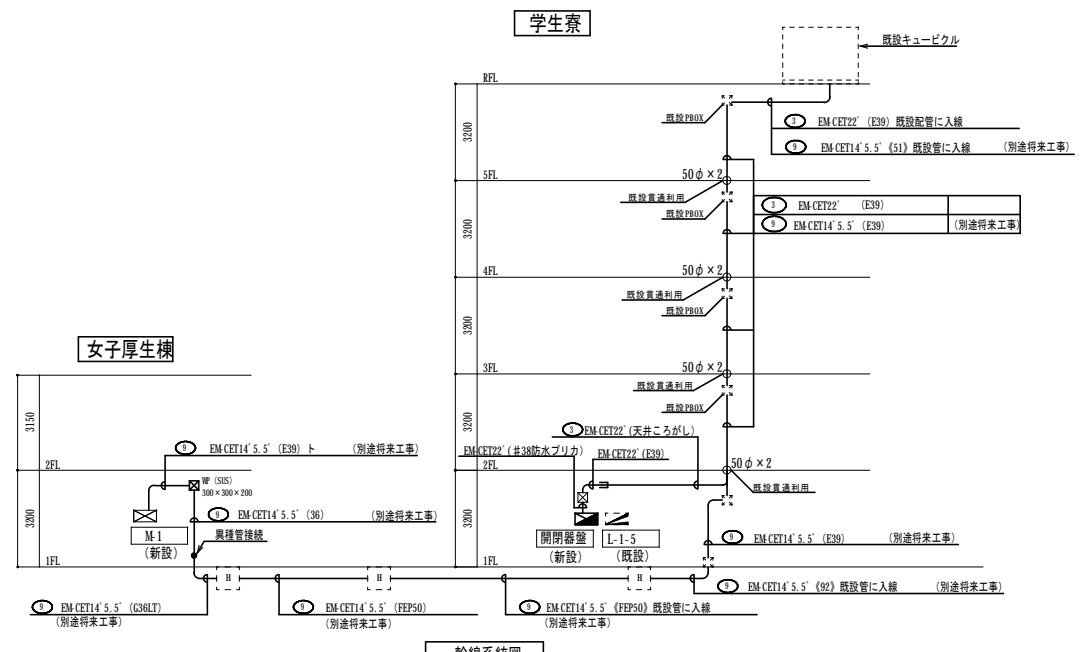 学生寮
既設キュービクル
RFL
既設PBOX
3200
③ EM-CET22゜ (E39) 既設配管に入線
⑨ EM-CET14゜5.5゜ 《51》既設管に入線 (別途将来工事)
5FL
50φ×2
既設貫通利用
既設PBOX
3200
③ EM-CET22゜ (E39)
⑨ EM-CET14゜5.5゜ (E39) (別途将来工事)
4FL
50φ×2
既設貫通利用
既設PBOX
3200
女子厚生棟
3FL
50φ×2
既設貫通利用
既設PBOX
3150
3200
③ EM-CET22゜(天井ころがし)
⑨ EM-CET14゜5.5゜ (E39) ト (別途将来工事)
EM-CET22゜(♯38防水プリカ)
EM-CET22゜(E39)
2FL
2FL
50φ×2
既設貫通利用
WP (SUS)
300×300×200
3200
⑨ EM-CET14゜5.5゜ (36) (別途将来工事)
3200
M-1
(新設)
異種管接続
開閉器盤
(新設)
L-1-5
(既設)
⑨ EM-CET14゜5.5゜ (E39) (別途将来工事)
1FL
1FL
H
H
H
⑨ EM-CET14゜5.5゜ 《92》既設管に入線 (別途将来工事)
⑨ EM-CET14゜5.5゜ (G36LT)
(別途将来工事)
⑨ EM-CET14゜5.5゜ (FEP50)
(別途将来工事)
⑨ EM-CET14゜5.5゜ 《FEP50》既設管に入線
(別途将来工事)
幹線系統図